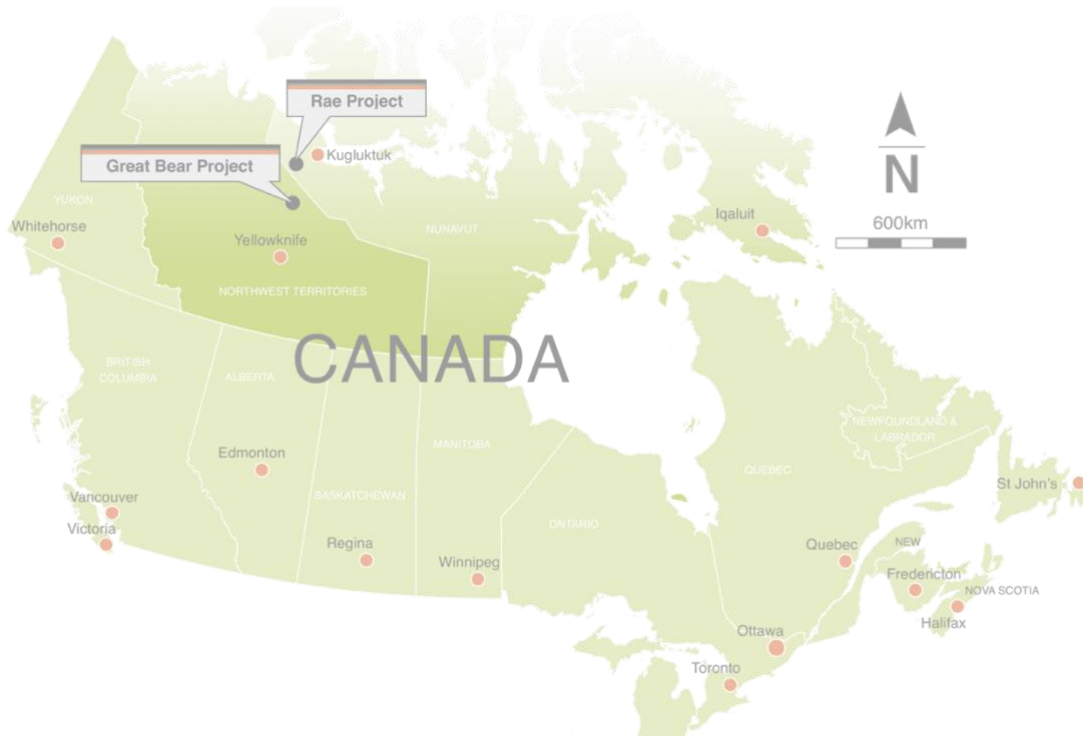 Rae Project
Kugluktuk
Great Bear Project
YUKON
Whitehorse
Yellowknife
NUNAVUT
Iqaluit
N
600km
NORTHWEST TERRITORIES
CANADA
BRITISH
COLUMBIA
ALBERTA
MANITOBA
NEWFOUNDLAND &
LABRADOR
Edmonton
QUEBEC
SASKATCHEWAN
St John's
Vancouver
Victoria
ONTARIO
Regina
Winnipeg
Quebec
NEW
Fredericton
NOVA SCOTIA
Halifax
Ottawa
Toronto